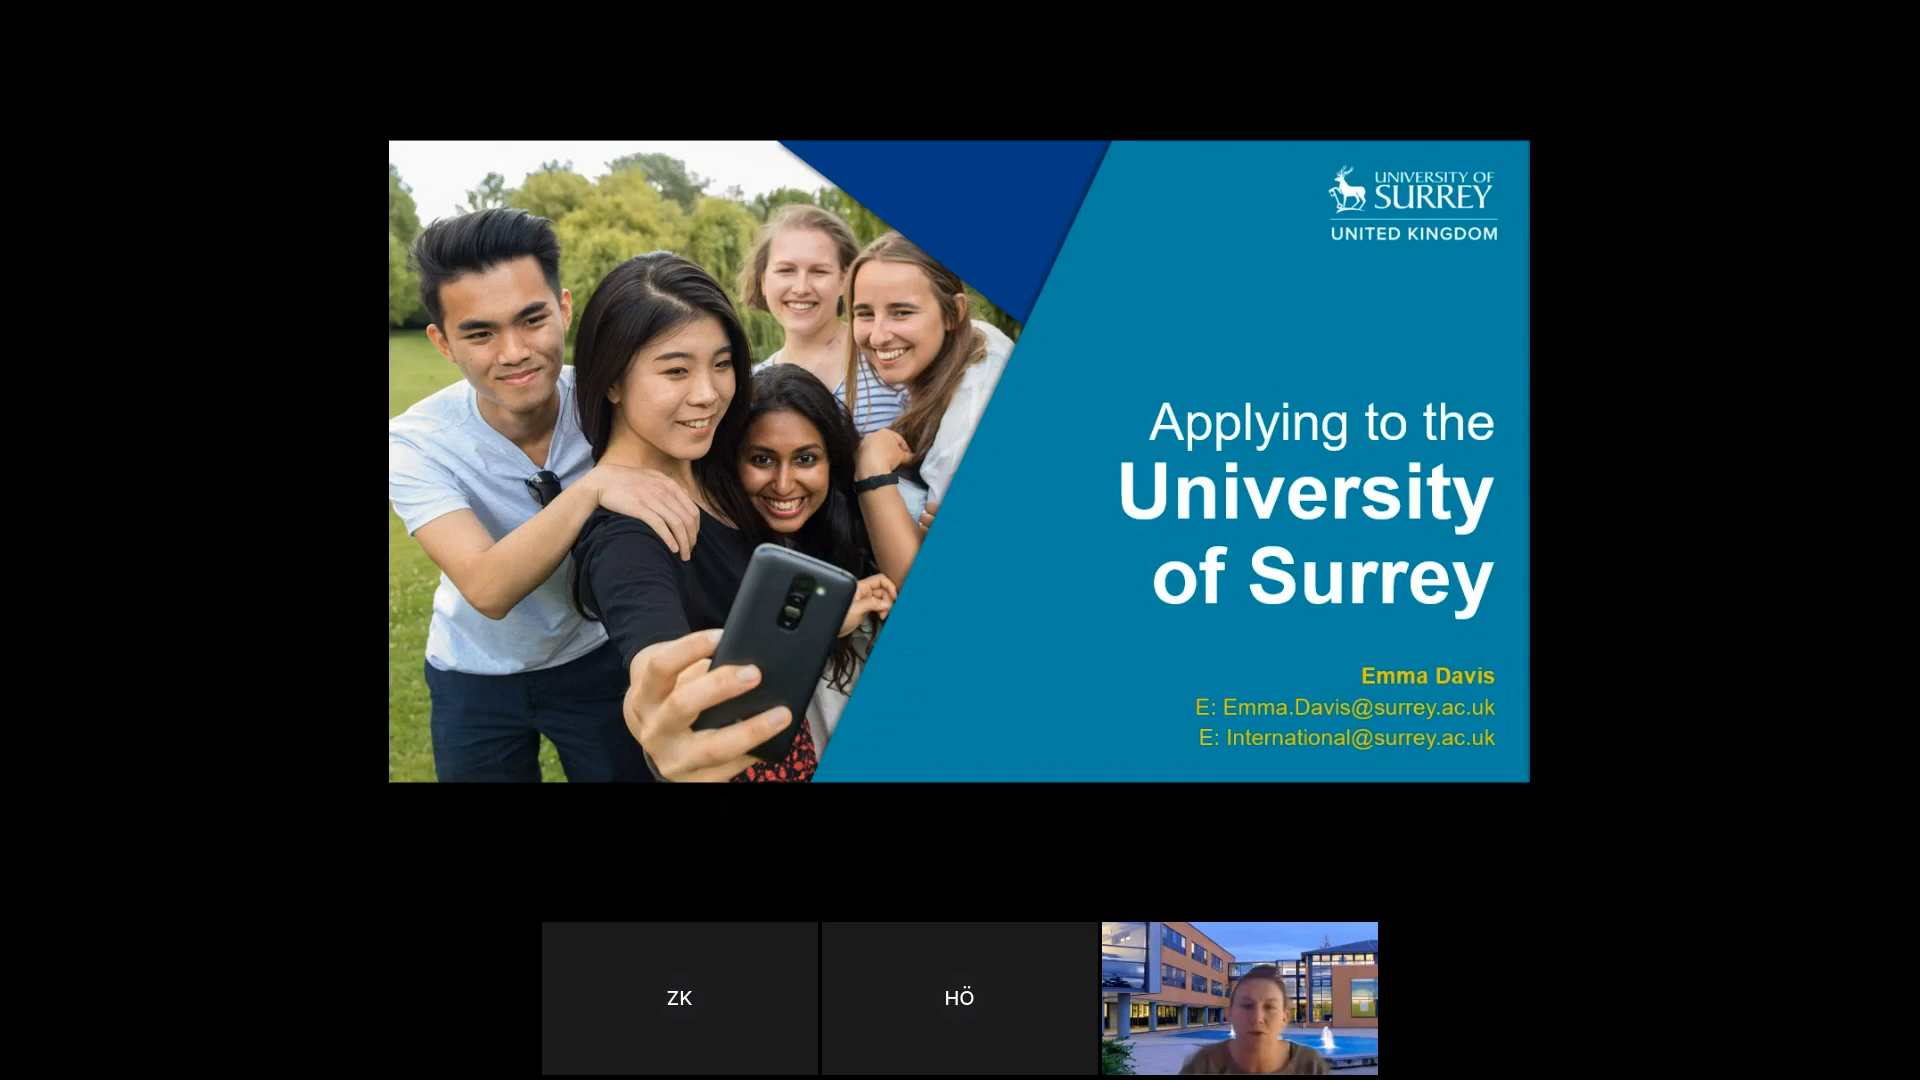 UNIVERSITY OF
SURREY
UNITED KINGDOM
Applying to the
University
of Surrey
Emma Davis
E: Emma.Davis@surrey.ac.uk
E: International@surrey.ac.uk
ZK
HÖ